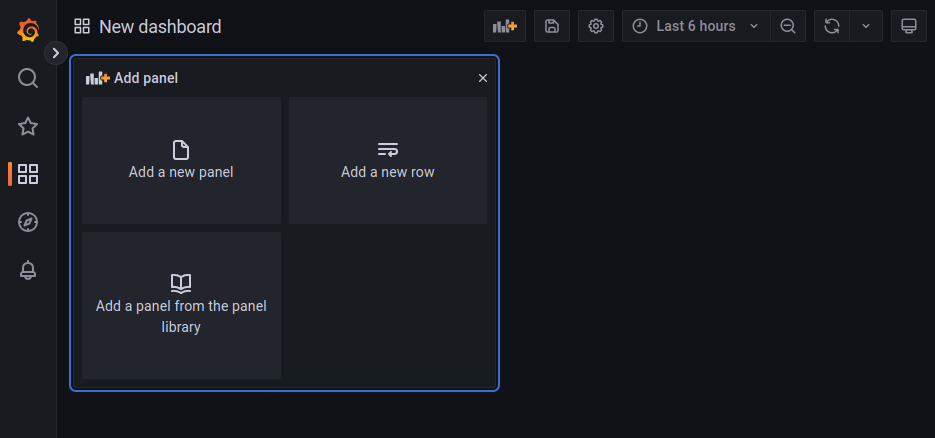 New dashboard
Last 6 hours
Add panel
Add a new panel
Add a new row
Add a panel from the panel
library